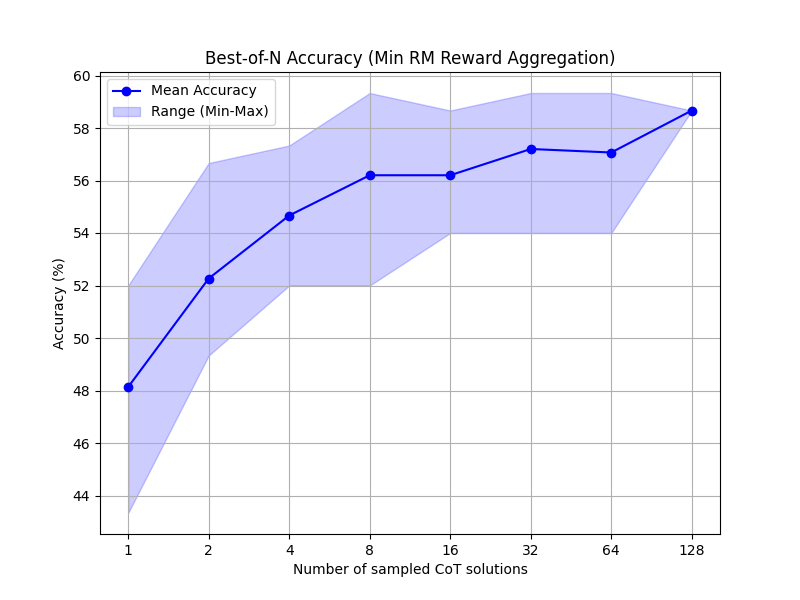 Best-of-N Accuracy (Min RM Reward Aggregation)
Mean Accuracy
Range (Min-Max)
Accuracy (%)
60
58
56
54
52
50
48
46
44
1 2 4 8 16 32 64 128
Number of sampled CoT solutions